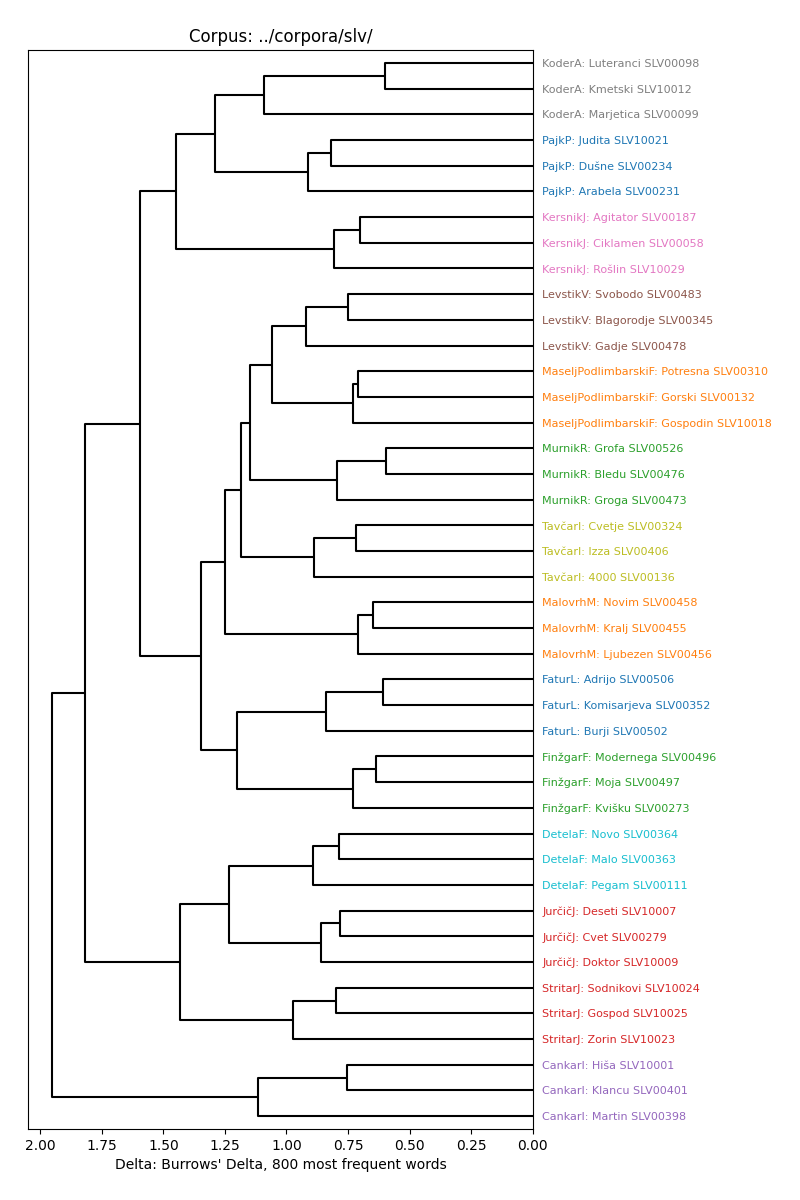 Corpus: ../corpora/slv/
KoderA: Luteranci SLV00098
KoderA: Kmetski SLV10012
KoderA: Marjetica SLV00099
PajkP: Judita SLV10021
PajkP: Dušne SLV00234
PajkP: Arabela SLV00231
KersnikJ: Agitator SLV00187
KersnikJ: Ciklamen SLV00058
KersnikJ: Rošlin SLV10029
LevstikV: Svobodo SLV00483
LevstikV: Blagorodje SLV00345
LevstikV: Gadje SLV00478
MaseljPodlimbarskiF: Potresna SLV00310
MaseljPodlimbarskiF: Gorski SLV00132
MaseljPodlimbarskiF: Gospodin SLV10018
MurnikR: Grofa SLV00526
MurnikR: Bledu SLV00476
MurnikR: Groga SLV00473
TavčarI: Cvetje SLV00324
TavčarI: Izza SLV00406
TavčarI: 4000 SLV00136
MalovrhM: Novim SLV00458
MalovrhM: Kralj SLV00455
MalovrhM: Ljubezen SLV00456
FaturL: Adrijo SLV00506
FaturL: Komisarjeva SLV00352
FaturL: Burji SLV00502
FinžgarF: Modernega SLV00496
FinžgarF: Moja SLV00497
FinžgarF: Kvišku SLV00273
DetelaF: Novo SLV00364
DetelaF: Malo SLV00363
DetelaF: Pegam SLV00111
JurčičJ: Deseti SLV10007
JurčičJ: Cvet SLV00279
JurčičJ: Doktor SLV10009
StritarJ: Sodnikovi SLV10024
StritarJ: Gospod SLV10025
StritarJ: Zorin SLV10023
CankarI: Hiša SLV10001
CankarI: Klancu SLV00401
CankarI: Martin SLV00398
2.00 1.75 1.50 1.25 1.00 0.75 0.50 0.25 0.00
Delta: Burrows' Delta, 800 most frequent words